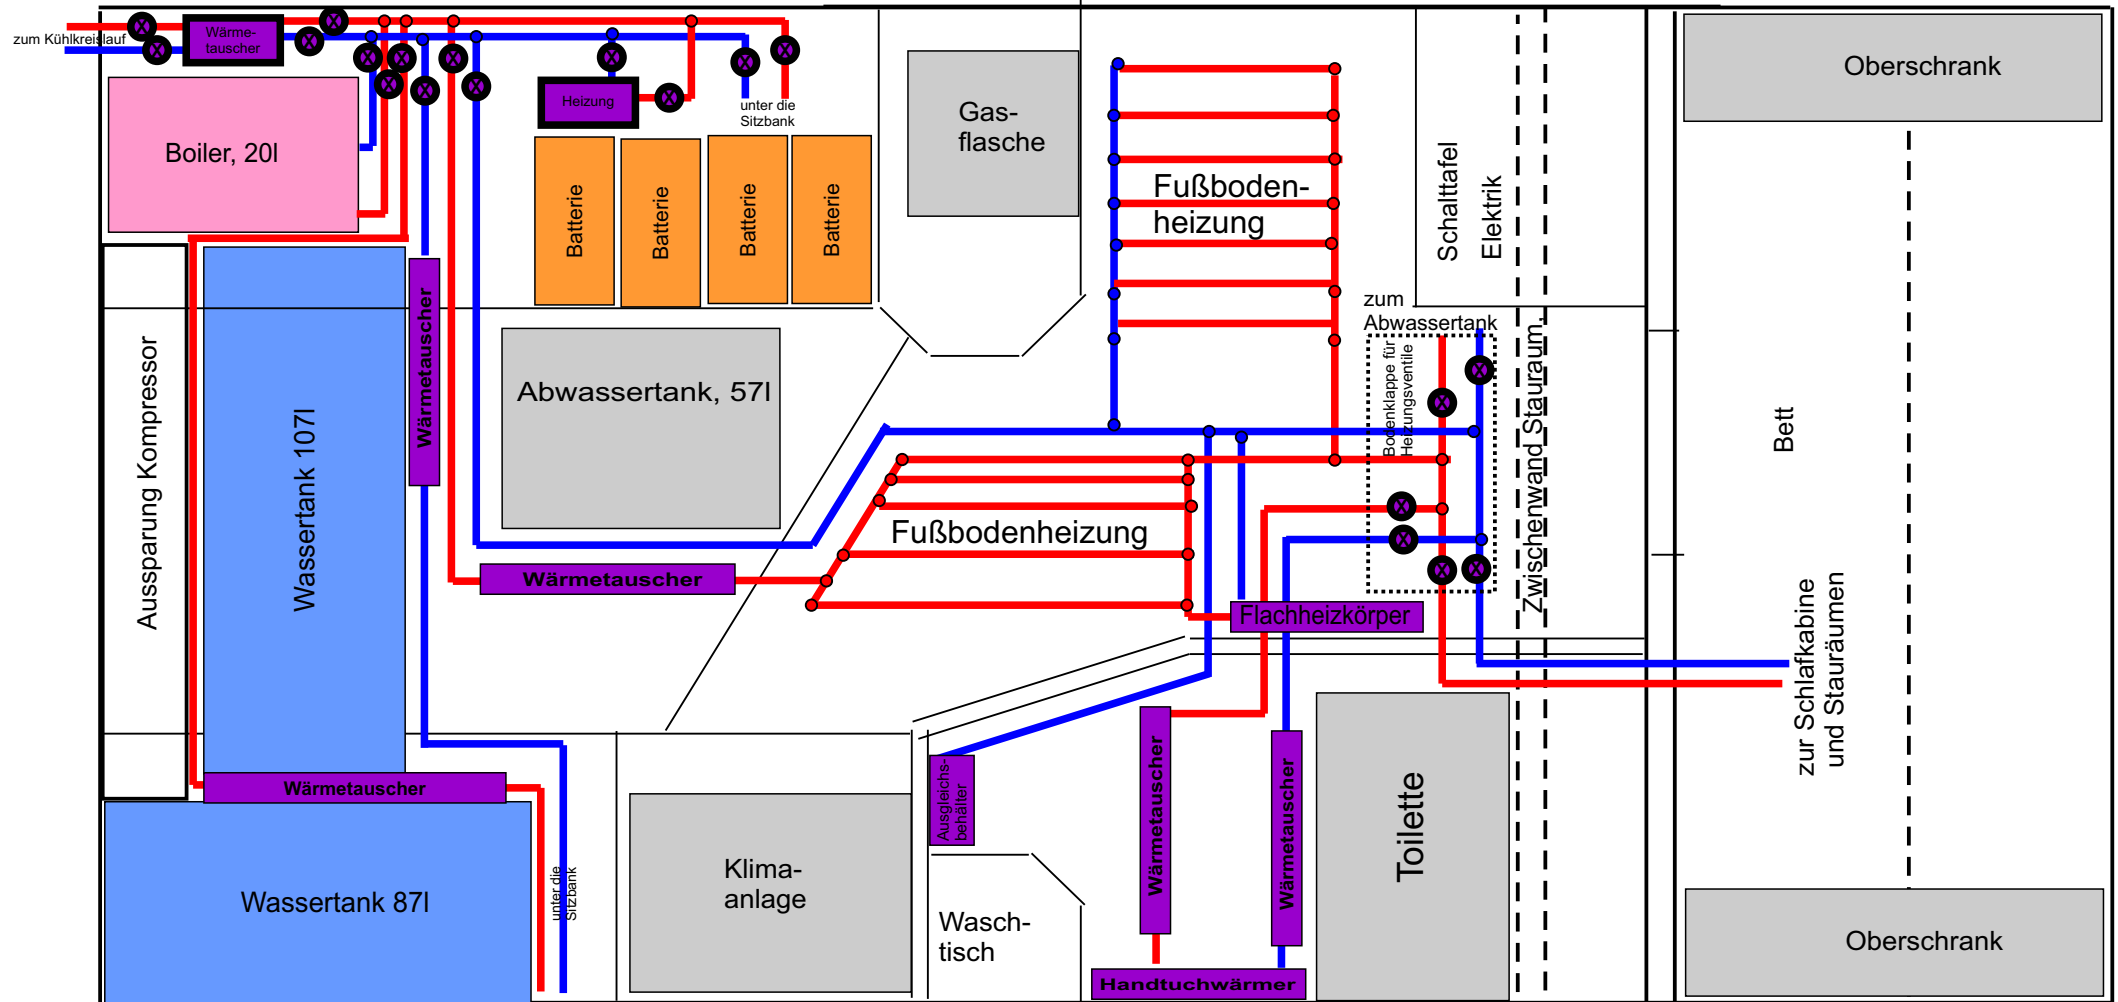 zum Kühlkreislauf
Wärme-
tauscher
Heizung
unter die
Sitzbank
Boiler, 20l
Batterie
Batterie
Batterie
Batterie
Gas-
flasche
Fußboden-
heizung
Schalttafel
Elektrik
Oberschrank
zum
Abwassertank
Bodenklappe für
Heizungsventile
Zwischenwand Stauraum,
Bett
Aussparung Kompressor
Wassertank 107l
Wärmetauscher
Abwassertank, 57l
Fußbodenheizung
Wärmetauscher
Flachheizkörper
zur Schlafkabine
und Stauräumen
Wärmetauscher
Wassertank 87l
unter die
Sitzbank
Klima-
anlage
Ausgleichs-
behälter
Wasch-
tisch
Wärmetauscher
Wärmetauscher
Handtuchwärmer
Toilette
Oberschrank